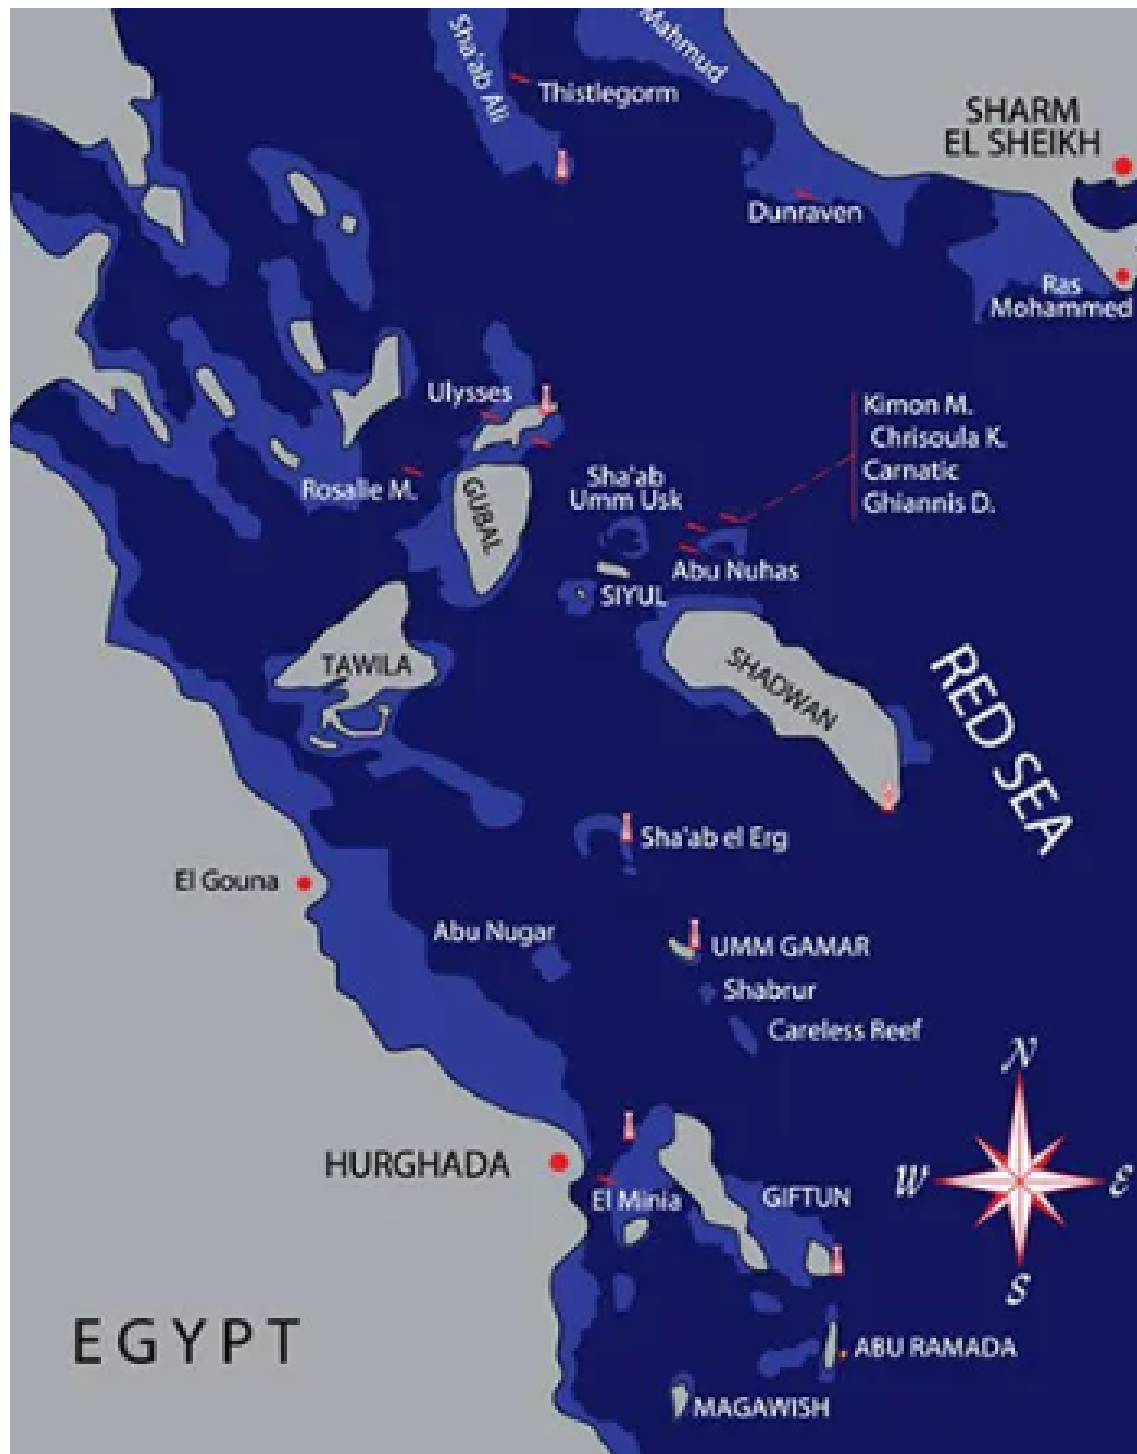 Sha'ab Ali
Mahmud
Thistlegorm
SHARM
EL SHEIKH
Dunraven
Ras
Mohammed
Ulysses
Kimon M.
Chrisoula K.
Carnatic
Ghiannis D.
Rosalie M.
GUBAL
Sha'ab
Umm Usk
Abu Nuhas
SIYUL
TAWILA
SHADWAN
RED SEA
Sha'ab el Erg
El Gouna
Abu Nugar
UMM GAMAR
Shabrur
Careless Reef
N
HURGHADA
W
E
El Minia
GIFTUN
S
EGYPT
ABU RAMADA
MAGAWISH